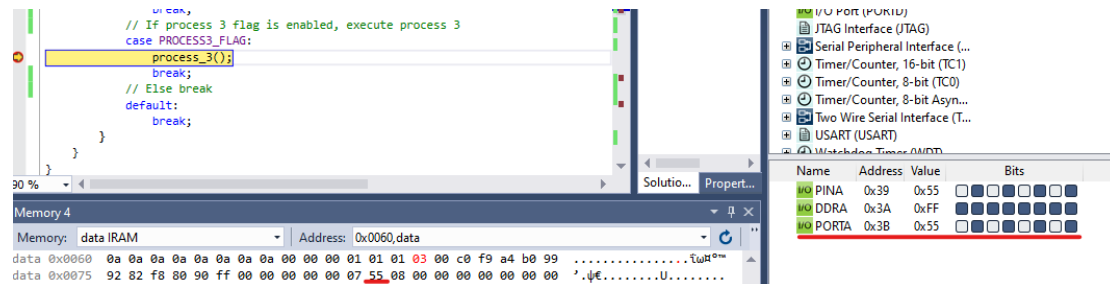 break;
// If process 3 flag is enabled, execute process 3
case PROCESS3_FLAG:
process_3();
break;
// Else break
default:
break;
}
}
}
90 %
Solutio... Propert...
I/O Port (PORTD)
JTAG Interface (JTAG)
Serial Peripheral Interface (...
Timer/Counter, 16-bit (TC1)
Timer/Counter, 8-bit (TC0)
Timer/Counter, 8-bit Asyn...
Two Wire Serial Interface (T...
USART (USART)
Watchdog Timer (WDT)
Name Address Value Bits
I/O PINA 0x39 0x55
I/O DDRA 0x3A 0xFF
I/O PORTA 0x3B 0x55
Memory 4
Memory: data IRAM Address: 0x0060,data
data 0x0060 0a 0a 0a 0a 0a 0a 0a 0a 00 00 00 01 01 01 03 00 c0 f9 a4 b0 99
data 0x0075 92 82 f8 80 90 ff 00 00 00 00 00 07 55 08 00 00 00 00 00 00 00 ’.ψ€........U........